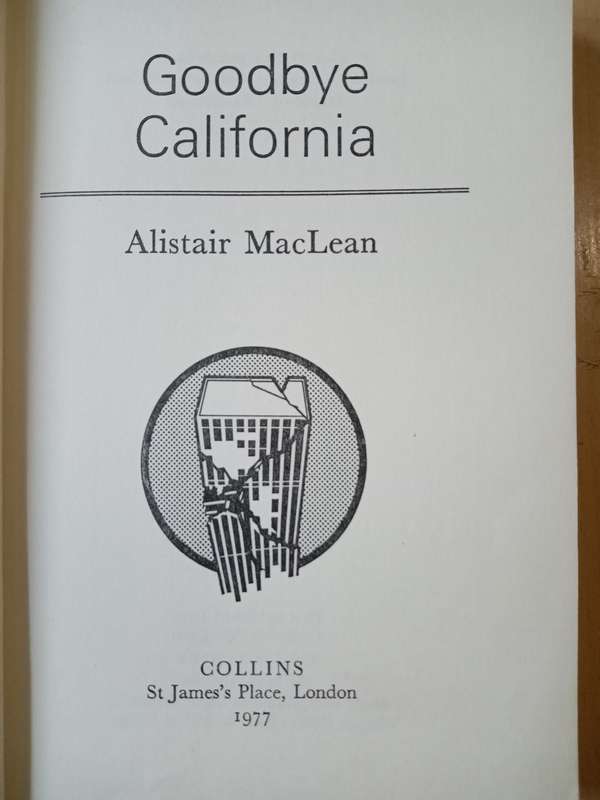 Goodbye
California
Alistair MacLean
COLLINS
St James's Place, London
1977